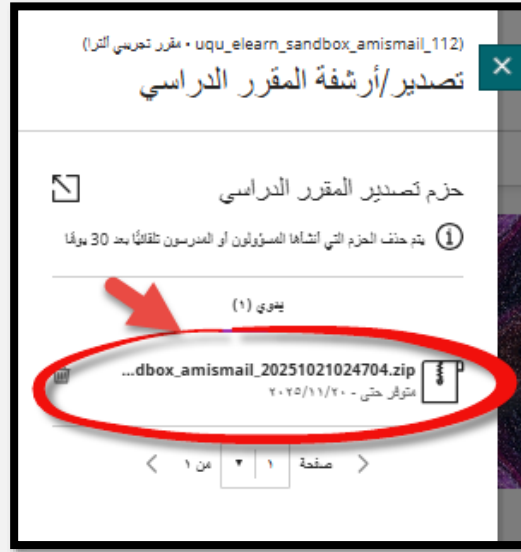 (uqu_elearn_sandbox_amismail_112 • مقرر تجريبي ألترا)
تصدير/أرشفة المقرر الدراسي
حزم تصدير المقرر الدراسي
يتم حذف الحزم التي أنشأها المسؤولون أو المدرسون تلقائيًا بعد 30 يومًا
يدوي (١)
...dbox_amismail_20251021024704.zip
متوفر حتى - ٢٠٢٥/١١/٢٠
صفحة ١ من ١